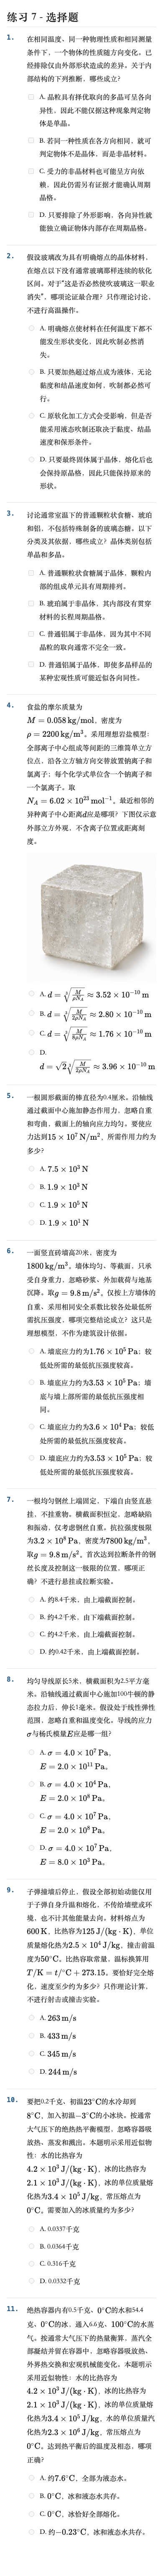 练习 7 - 选择题
1. 在相同温度、同一种物理性质和相同测量
条件下，一个物体的性质随方向变化。已
经排除仅由外部形状造成的差异。关于内
部结构的下列推断，哪些成立？
A. 晶粒具有择优取向的多晶可呈各向
异性，因此不能仅据这种现象判定物
体是单晶。
B. 若同一种性质在各方向相同，就可
判定物体不是晶体，而是非晶材料。
C. 受力的非晶材料也可能呈方向依
赖，因此仍需另有证据才能确认周期
晶格。
D. 只要排除了外形影响，各向异性就
能独立确证物体内部存在周期晶格。
2. 假设玻璃改为具有明确熔点的晶体材料，
在熔点以下没有通常玻璃那样连续的软化
区间。对于“这是否必然使吹玻璃这一职业
消失”，哪项论证最合理？只作理论讨论，
不进行高温操作。
A. 明确熔点使材料在任何温度下都不
能发生形状变化，因此吹制必然消
失。
B. 只要加热超过熔点成为液体，无论
黏度和结晶速度如何，吹制都必然可
行。
C. 原软化加工方式会受影响，但是否
能采用液态吹制还取决于黏度、结晶
速度和保形条件。
D. 只要最终固体属于晶体，熔化后也
会保持原晶格，因此只能保持原来的
形状。
3. 讨论通常室温下的普通颗粒状食糖、琥珀
和铝，不包括特殊制备的玻璃态糖。以下
分类及其依据，哪些成立？晶体类别包括
单晶和多晶。
A. 普通颗粒状食糖属于晶体，颗粒内
部的组成单元具有周期排列。
B. 琥珀属于非晶体，其内部没有贯穿
材料的长程周期晶格。
C. 普通铝属于非晶体，因为其中不同
晶粒的取向通常不完全一致。
D. 普通铝属于晶体，即使多晶样品的
某种宏观性质可能近似各向同性。
4. 食盐的摩尔质量为
M = 0.058 kg/mol，密度为
ρ = 2200 kg/m³。采用理想岩盐模型：
全部离子中心组成等间距的三维简单立方
位点，沿各立方轴方向交替放置钠离子和
氯离子；每个化学式单位含一个钠离子和
一个氯离子。取
N_A = 6.02 × 10²³ mol⁻¹。最近相邻的
异种离子中心距离d应是哪项？下图仅示意
外部立方外观，不含离子位置或距离刻
度。
A. d = ∛(M/(ρN_A)) ≈ 3.52 × 10⁻¹⁰ m
B. d = ∛(M/(2ρN_A)) ≈ 2.80 × 10⁻¹⁰ m
C. d = ∛(M/(8ρN_A)) ≈ 1.76 × 10⁻¹⁰ m
D.
d = √2 ∛(M/(2ρN_A)) ≈ 3.96 × 10⁻¹⁰ m
5. 一根圆形截面的棒直径为0.4厘米。沿轴线
通过截面中心施加静态作用力，忽略自重
和弯曲，截面上的轴向应力均匀。要使应
力达到15 × 10⁷ N/m²，所需作用力约为
多少？
A. 7.5 × 10³ N
B. 1.9 × 10³ N
C. 1.9 × 10⁵ N
D. 1.9 × 10¹ N
6. 一面竖直砖墙高20米，密度为
1800 kg/m³。墙体均匀、等截面，只承
受自身重力，忽略砂浆、外加载荷与地基
沉降。取g = 9.8 m/s²。仅按上方墙体的
自重、采用相同安全系数比较各处最低所
需抗压强度，哪项完整结论成立？这只是
理想模型，不作为建筑设计依据。
A. 墙底应力约为1.76 × 10⁵ Pa；较
低处所需的最低抗压强度较高。
B. 墙底应力约为3.53 × 10⁵ Pa；墙
底与墙上部所需的最低抗压强度相
同。
C. 墙底应力约为3.6 × 10⁴ Pa；较低
处所需的最低抗压强度较高。
D. 墙底应力约为3.53 × 10⁵ Pa；较
低处所需的最低抗压强度较高。
7. 一根均匀钢丝上端固定，下端自由竖直悬
挂，不挂重物。横截面积恒定，忽略缺陷
和振动，仅考虑钢丝自重。抗拉强度极限
为3.2 × 10⁸ Pa，密度为7800 kg/m³，
取g = 9.8 m/s²。首次达到拉断条件的钢
丝长度及控制这一极限的位置，哪项正
确？不进行悬挂或拉断实验。
A. 约8.4千米，由上端截面控制。
B. 约4.2千米，由下端截面控制。
C. 约4.2千米，由上端截面控制。
D. 约0.42千米，由上端截面控制。
8. 均匀导线原长5米，横截面积为2.5平方毫
米。沿轴线通过截面中心施加100牛顿的静
态拉力后，伸长1毫米。假设处于线性弹性
范围，忽略自重和温度变化。导线的应力
σ与杨氏模量E应是哪一组？
A. σ = 4.0 × 10⁷ Pa，
E = 2.0 × 10¹¹ Pa。
B. σ = 4.0 × 10⁴ Pa，
E = 2.0 × 10⁸ Pa。
C. σ = 4.0 × 10⁷ Pa，
E = 2.0 × 10⁸ Pa。
D. σ = 4.0 × 10⁷ Pa，
E = 8.0 × 10³ Pa。
9. 子弹撞墙后停止，假设全部初始动能仅用
于子弹自身升温和熔化，不传给墙壁或环
境，也不计其他能量去向。材料熔点为
600 K，比热容为125 J/(kg · K)，单位
质量熔化热为2.5 × 10⁴ J/kg，撞击前温
度为50°C。比热容取常量，温标换算用
T/K = t/°C + 273.15。要恰好完全熔
化，速度至少约为多少？只作理论计算，
不进行射击或撞击实验。
A. 263 m/s
B. 433 m/s
C. 345 m/s
D. 244 m/s
10. 要把0.2千克、初温23°C的水冷却到
8°C，加入初温−3°C的小冰块。按通常
大气压下的绝热热平衡模型，忽略容器吸
放热、蒸发和溅出。本题明示采用近似物
性：水的比热容为
4.2 × 10³ J/(kg · K)，冰的比热容为
2.1 × 10³ J/(kg · K)，冰的单位质量熔
化热为3.4 × 10⁵ J/kg，常压熔点为
0°C。需要加入的冰质量约为多少？
A. 0.0337千克
B. 0.0364千克
C. 0.316千克
D. 0.0332千克
11. 绝热容器内有0.5千克、0°C的水和54.4
克、0°C的冰，通入6.6克、100°C的水蒸
气。按通常大气压下的热量衡算，蒸汽全
部凝结并留在容器中，忽略容器吸放热、
外界热交换和宏观机械能变化。本题明示
采用近似物性：水的比热容为
4.2 × 10³ J/(kg · K)，冰的比热容为
2.1 × 10³ J/(kg · K)，冰的单位质量熔
化热为3.4 × 10⁵ J/kg，水的单位质量汽
化热为2.3 × 10⁶ J/kg，常压熔点为
0°C。达到热平衡后的温度及相态，哪项
正确？
A. 约7.6°C，全部为液态水。
B. 0°C，冰和液态水共存。
C. 0°C，冰恰好全部熔化。
D. 约−0.23°C，冰和液态水共存。